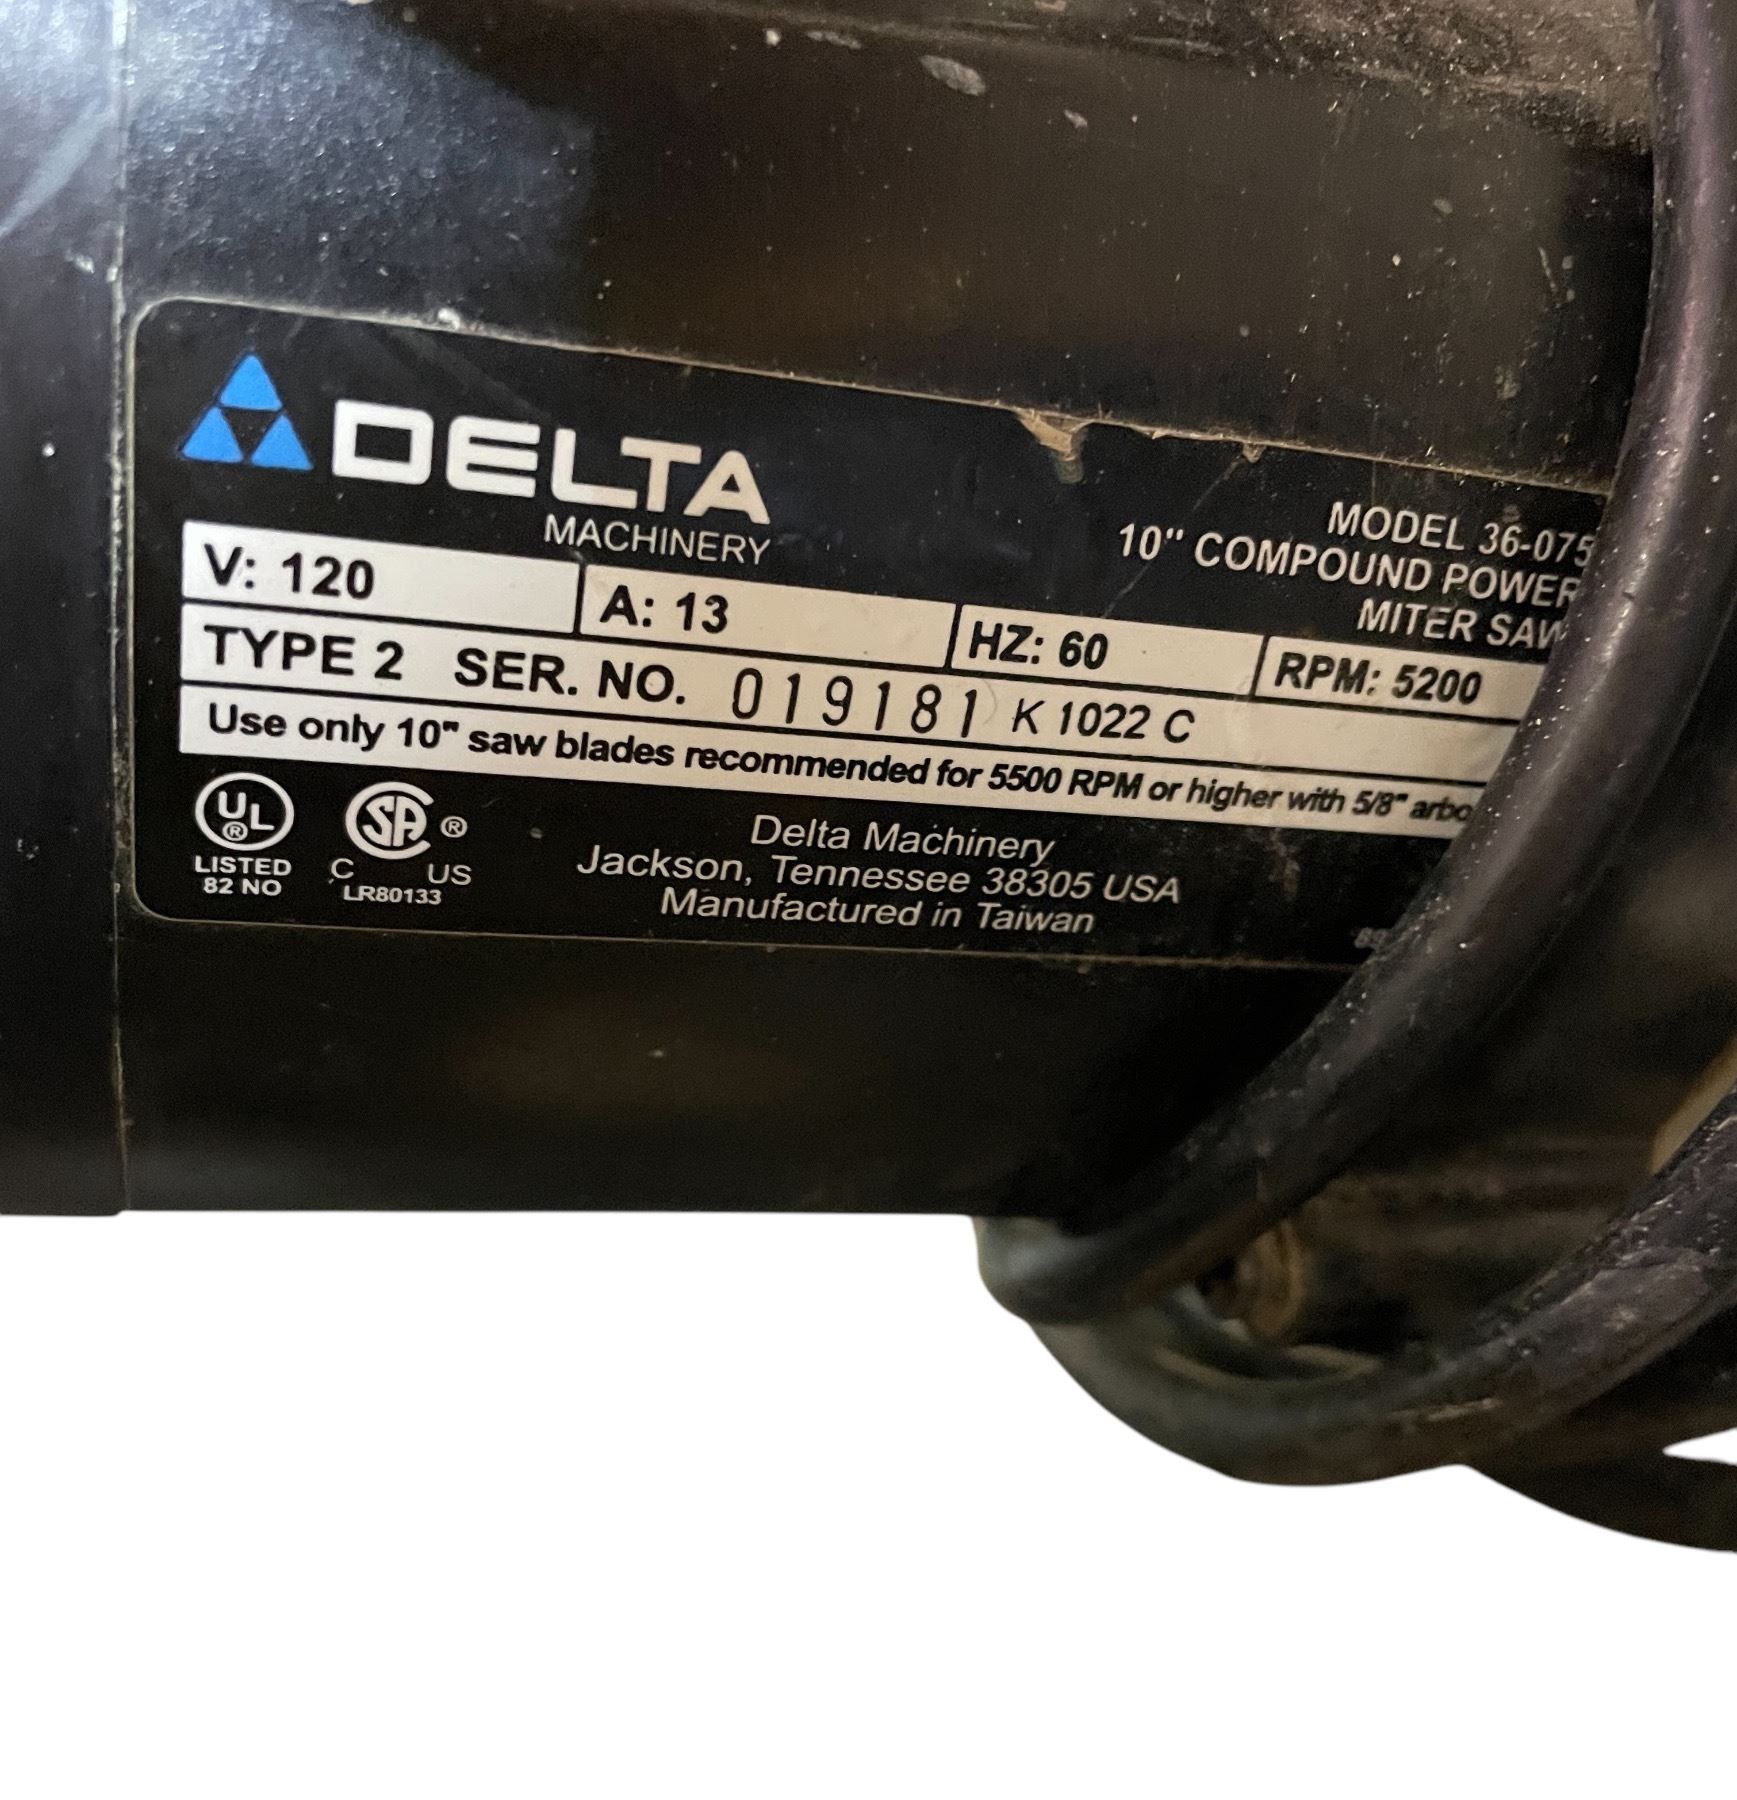 DELTA
MACHINERY
MODEL 36-075
10" COMPOUND POWER
MITER SAW
V: 120 A: 13 HZ: 60 RPM: 5200
TYPE 2 SER. NO. 019181 K 1022 C
Use only 10" saw blades recommended for 5500 RPM or higher with 5/8" arbo
UL ®
LISTED
82 NO
SA ®
C US
LR80133
Delta Machinery
Jackson, Tennessee 38305 USA
Manufactured in Taiwan